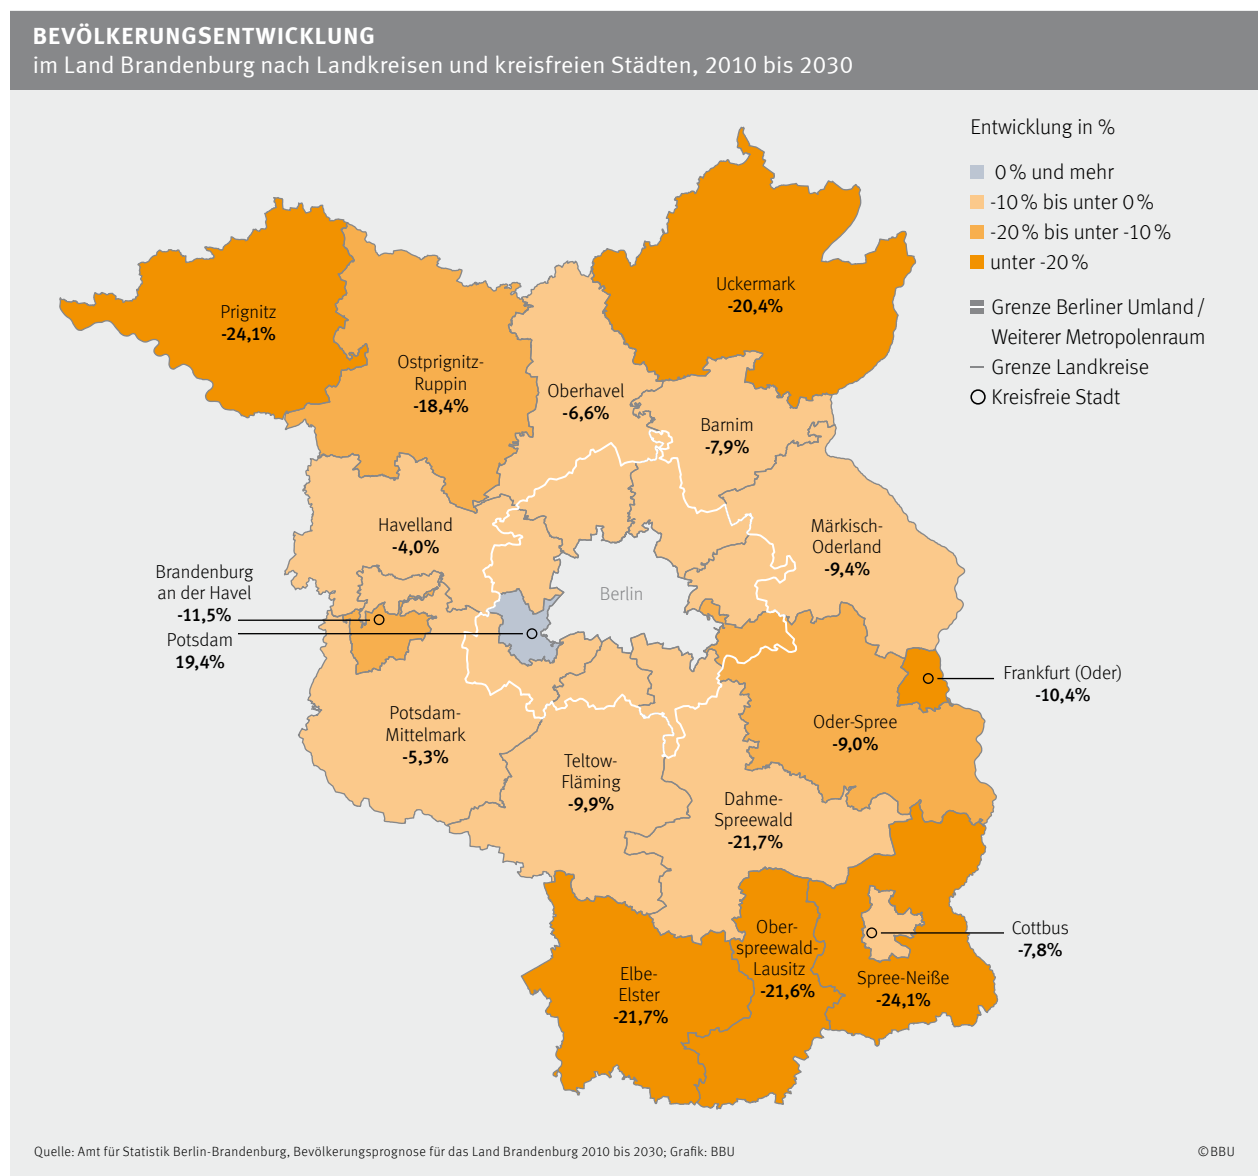 BEVÖLKERUNGSENTWICKLUNG
im Land Brandenburg nach Landkreisen und kreisfreien Städten, 2010 bis 2030
Entwicklung in %
0 % und mehr
-10 % bis unter 0 %
-20 % bis unter -10 %
unter -20 %
Grenze Berliner Umland /
Weiterer Metropolenraum
Grenze Landkreise
Kreisfreie Stadt
Uckermark
-20,4%
Prignitz
-24,1%
Ostprignitz-
Ruppin
-18,4%
Oberhavel
-6,6%
Barnim
-7,9%
Havelland
-4,0%
Märkisch-
Oderland
-9,4%
Brandenburg
an der Havel
-11,5%
Potsdam
19,4%
Berlin
Frankfurt (Oder)
-10,4%
Potsdam-
Mittelmark
-5,3%
Oder-Spree
-9,0%
Teltow-
Fläming
-9,9%
Dahme-
Spreewald
-21,7%
Ober-
spreewald-
Lausitz
-21,6%
Cottbus
-7,8%
Elbe-
Elster
-21,7%
Spree-Neiße
-24,1%
Quelle: Amt für Statistik Berlin-Brandenburg, Bevölkerungsprognose für das Land Brandenburg 2010 bis 2030; Grafik: BBU
©BBU